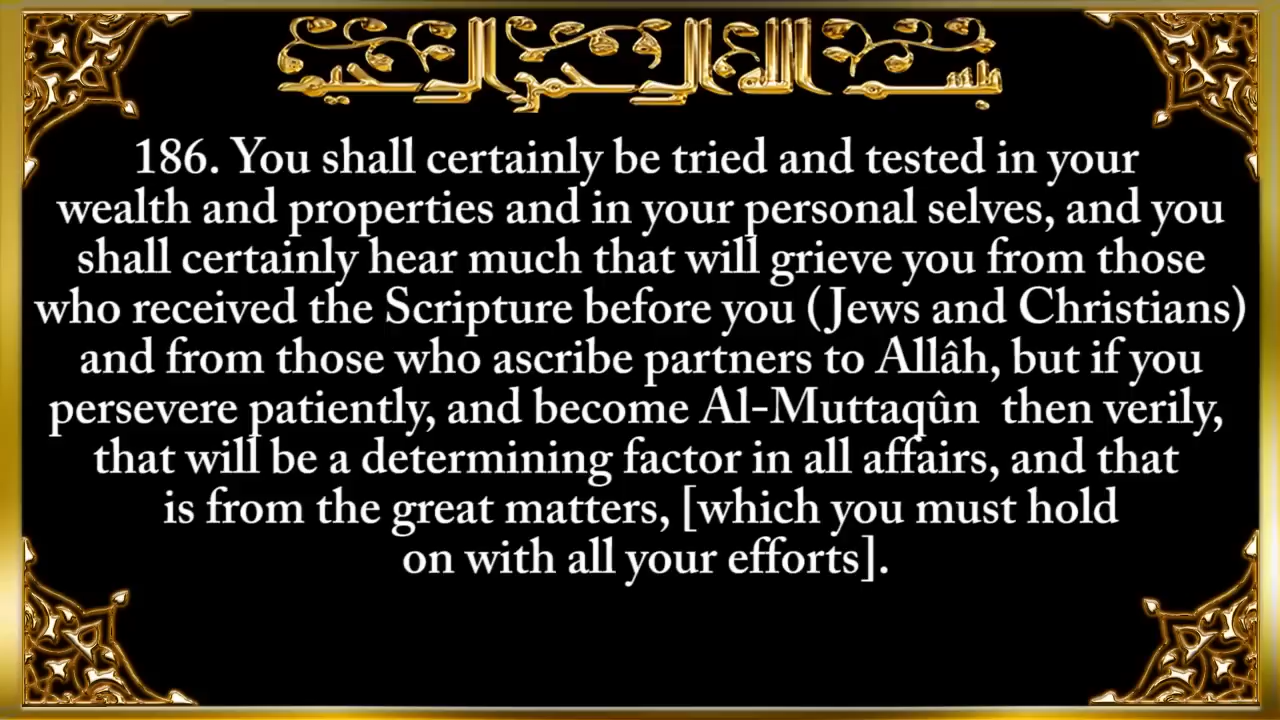 بسم الله الرحمن الرحيم
186. You shall certainly be tried and tested in your
wealth and properties and in your personal selves, and you
shall certainly hear much that will grieve you from those
who received the Scripture before you (Jews and Christians)
and from those who ascribe partners to Allâh, but if you
persevere patiently, and become Al-Muttaqûn then verily,
that will be a determining factor in all affairs, and that
is from the great matters, [which you must hold
on with all your efforts].